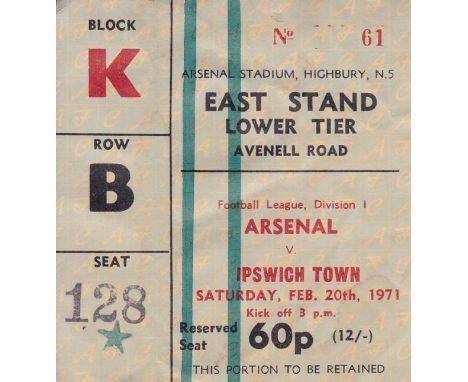 BLOCK
K
ROW
B
SEAT
128
Nº 61
ARSENAL STADIUM, HIGHBURY, N.5
EAST STAND
LOWER TIER
AVENELL ROAD
Football League, Division 1
ARSENAL
V.
IPSWICH TOWN
SATURDAY, FEB. 20th, 1971
Kick off 3 p.m.
Reserved Seat 60p (12/-)
THIS PORTION TO BE RETAINED